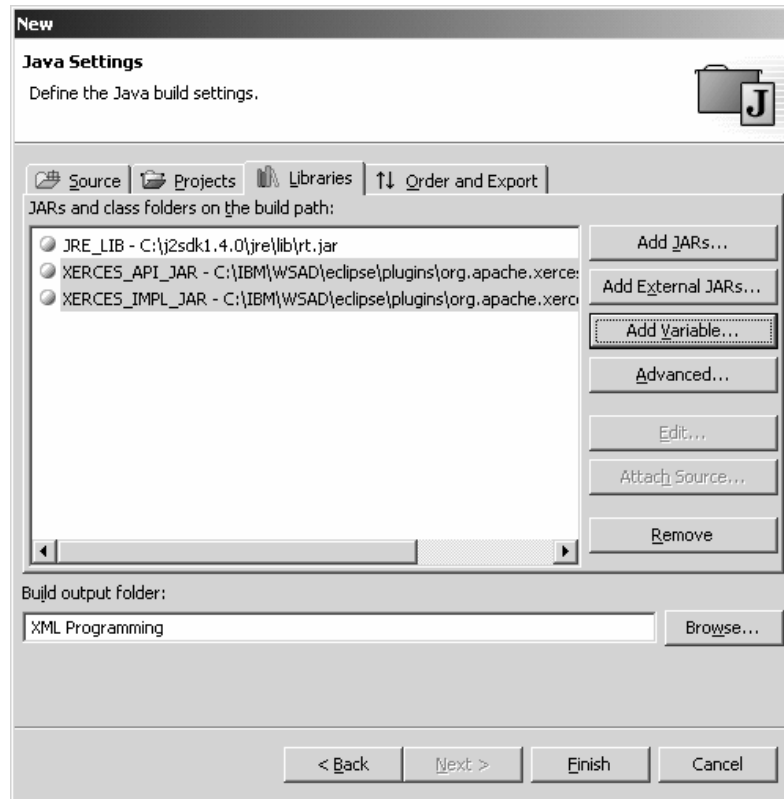 New
Java Settings
Define the Java build settings.
J
Source Projects Libraries Order and Export
JARs and class folders on the build path:
JRE_LIB - C:\j2sdk1.4.0\jre\lib\rt.jar
XERCES_API_JAR - C:\IBM\WSAD\eclipse\plugins\org.apache.xerces
XERCES_IMPL_JAR - C:\IBM\WSAD\eclipse\plugins\org.apache.xerc
Add JARs...
Add External JARs...
Add Variable...
Advanced...
Edit...
Attach Source...
Remove
Build output folder:
XML Programming
Browse...
< Back
Next >
Finish
Cancel